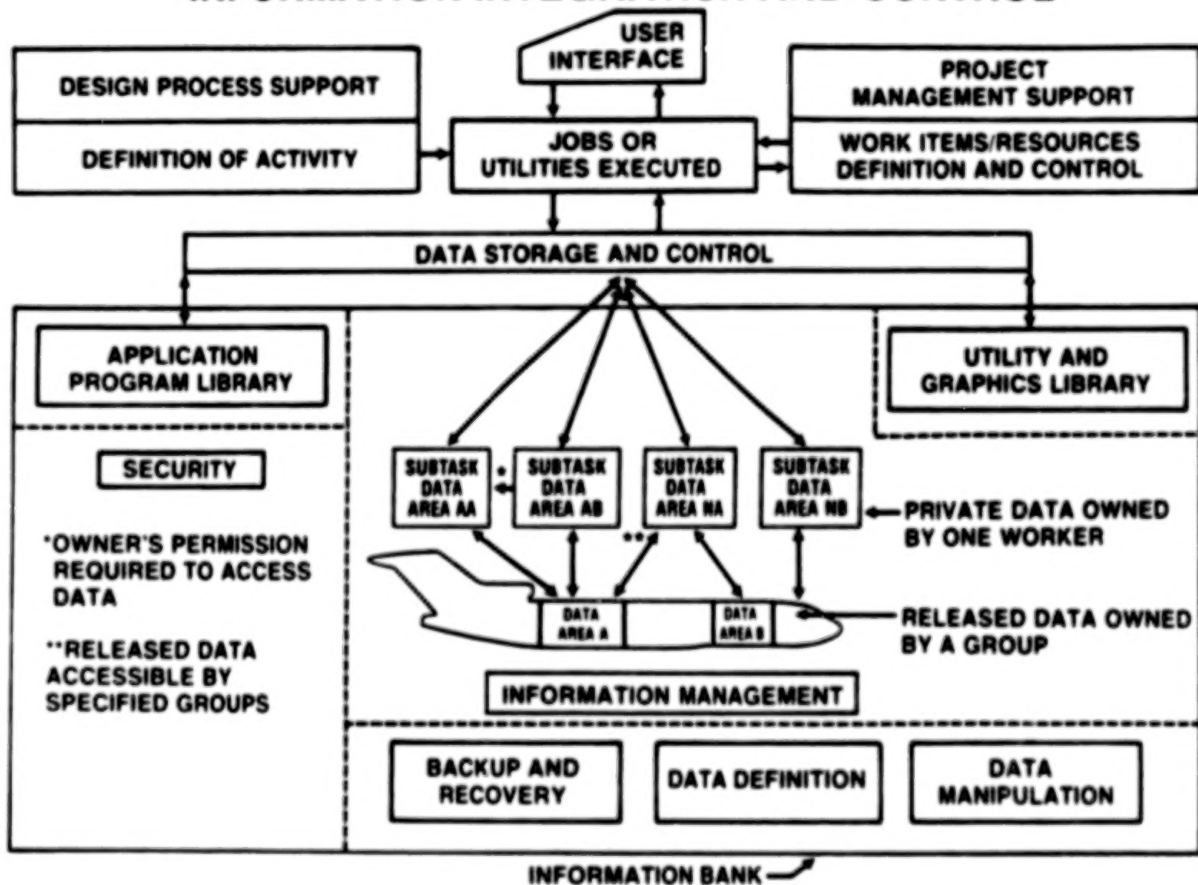 INFORMATION INTEGRATION AND CONTROL
USER
INTERFACE
DESIGN PROCESS SUPPORT
DEFINITION OF ACTIVITY
JOBS OR
UTILITIES EXECUTED
PROJECT
MANAGEMENT SUPPORT
WORK ITEMS/RESOURCES
DEFINITION AND CONTROL
DATA STORAGE AND CONTROL
APPLICATION
PROGRAM LIBRARY
UTILITY AND
GRAPHICS LIBRARY
SECURITY
*OWNER'S PERMISSION
REQUIRED TO ACCESS
DATA
**RELEASED DATA
ACCESSIBLE BY
SPECIFIED GROUPS
SUBTASK
DATA
AREA AA
*
SUBTASK
DATA
AREA AB
**
SUBTASK
DATA
AREA NA
SUBTASK
DATA
AREA NB
PRIVATE DATA OWNED
BY ONE WORKER
DATA
AREA A
DATA
AREA B
RELEASED DATA OWNED
BY A GROUP
INFORMATION MANAGEMENT
BACKUP AND
RECOVERY
DATA DEFINITION
DATA
MANIPULATION
INFORMATION BANK